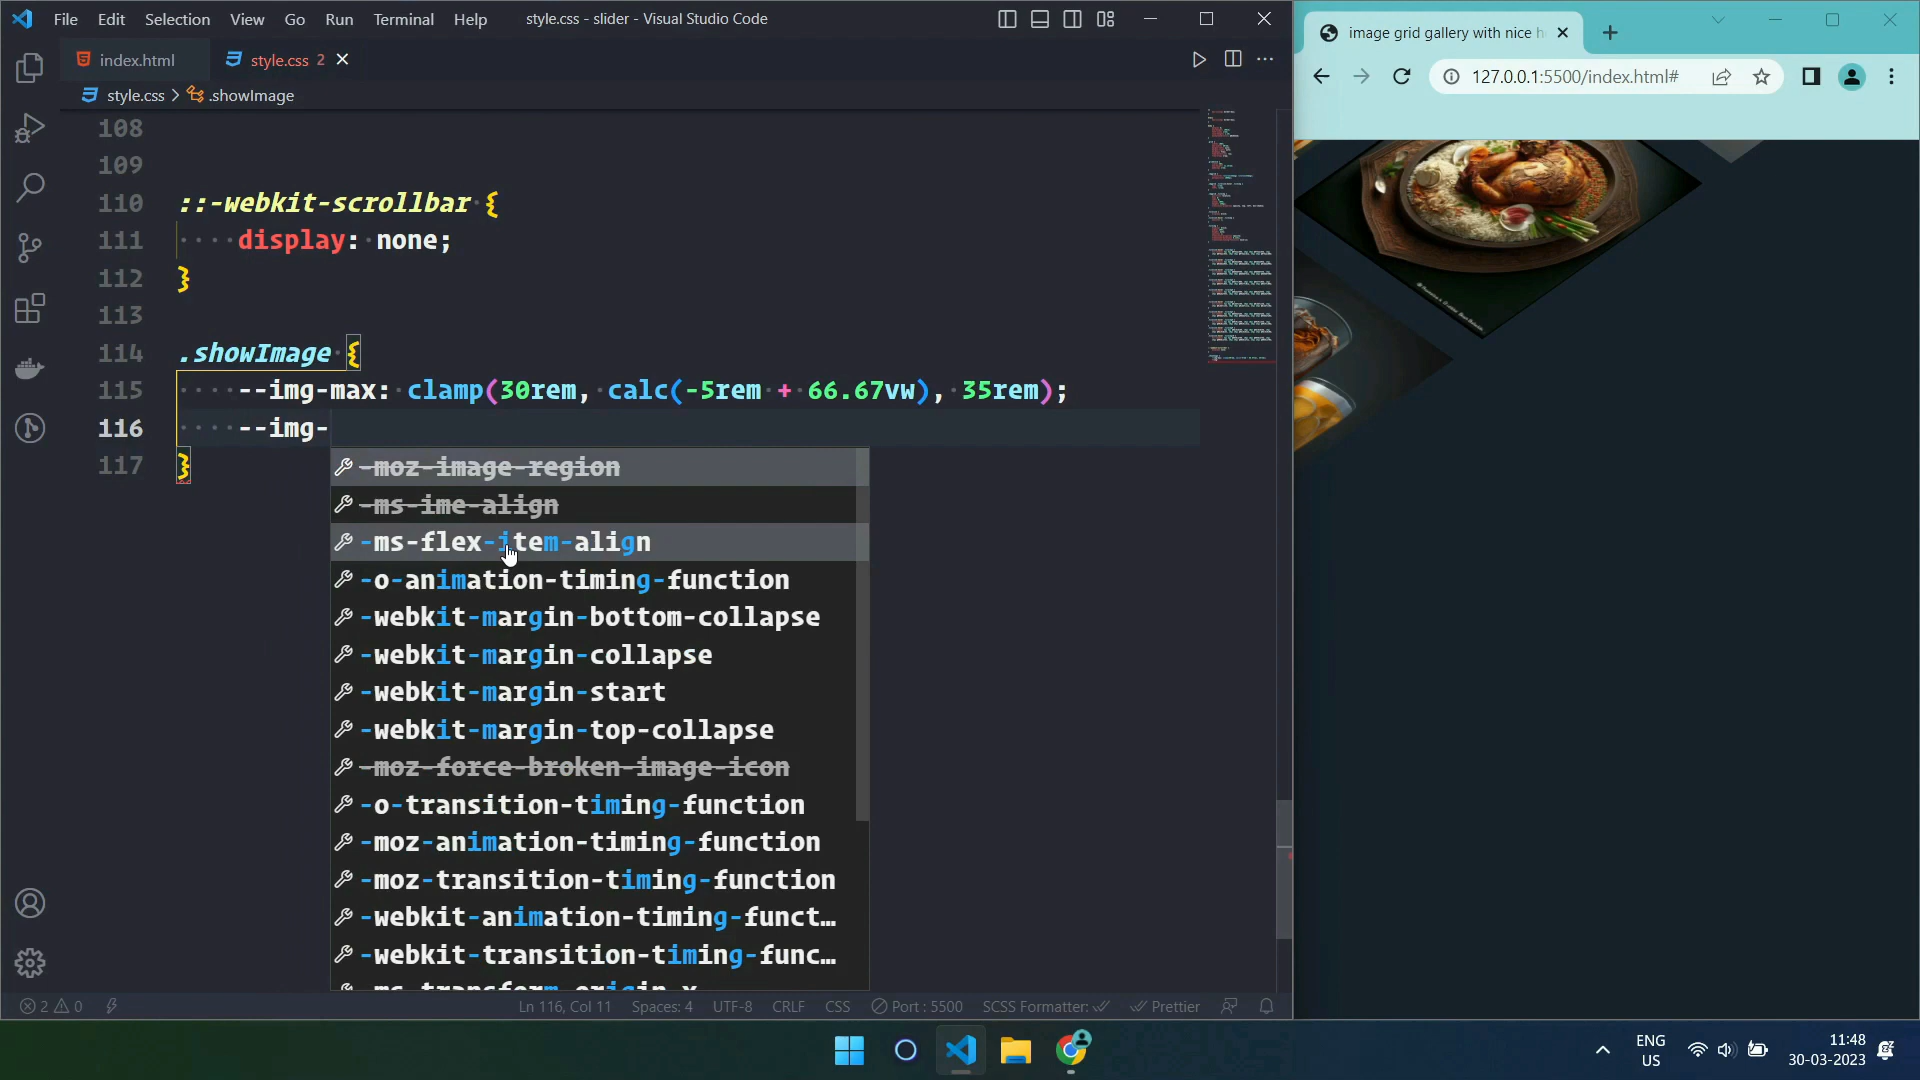 File Edit Selection View Go Run Terminal Help style.css - slider - Visual Studio Code
index.html style.css 2
style.css > .showImage
108
109
110 ::-webkit-scrollbar {
111 display: none;
112 }
113
114 .showImage {
115 --img-max: clamp(30rem, calc(-5rem + 66.67vw), 35rem);
116 --img-
117 }
-moz-image-region
-ms-ime-align
-ms-flex-item-align
-o-animation-timing-function
-webkit-margin-bottom-collapse
-webkit-margin-collapse
-webkit-margin-start
-webkit-margin-top-collapse
-moz-force-broken-image-icon
-o-transition-timing-function
-moz-animation-timing-function
-moz-transition-timing-function
-webkit-animation-timing-funct…
-webkit-transition-timing-func…
2 0 Ln 116, Col 11 Spaces: 4 UTF-8 CRLF CSS Port : 5500 SCSS Formatter: Prettier
image grid gallery with nice h
127.0.0.1:5500/index.html#
ENG
US
11:48
30-03-2023